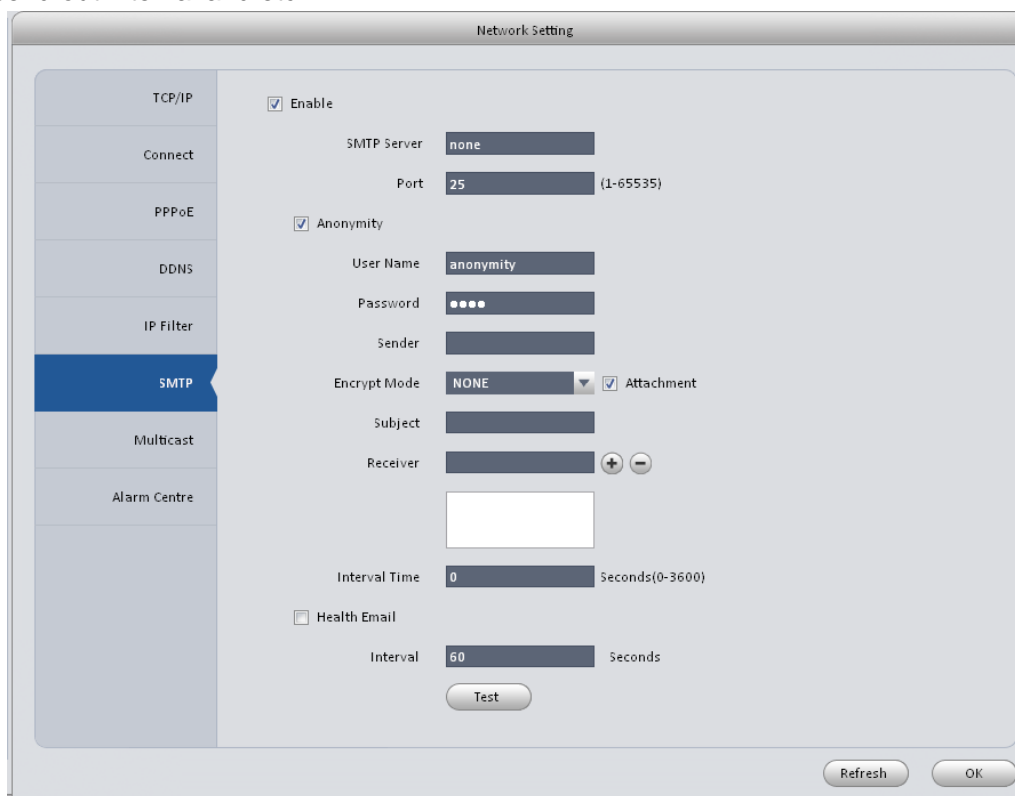 Network Setting
TCP/IP
Connect
PPPoE
DDNS
IP Filter
SMTP
Multicast
Alarm Centre
Enable
SMTP Server none
Port 25 (1-65535)
Anonymity
User Name anonymity
Password ●●●●
Sender
Encrypt Mode NONE Attachment
Subject
Receiver
Interval Time 0 Seconds(0-3600)
Health Email
Interval 60 Seconds
Test
Refresh OK